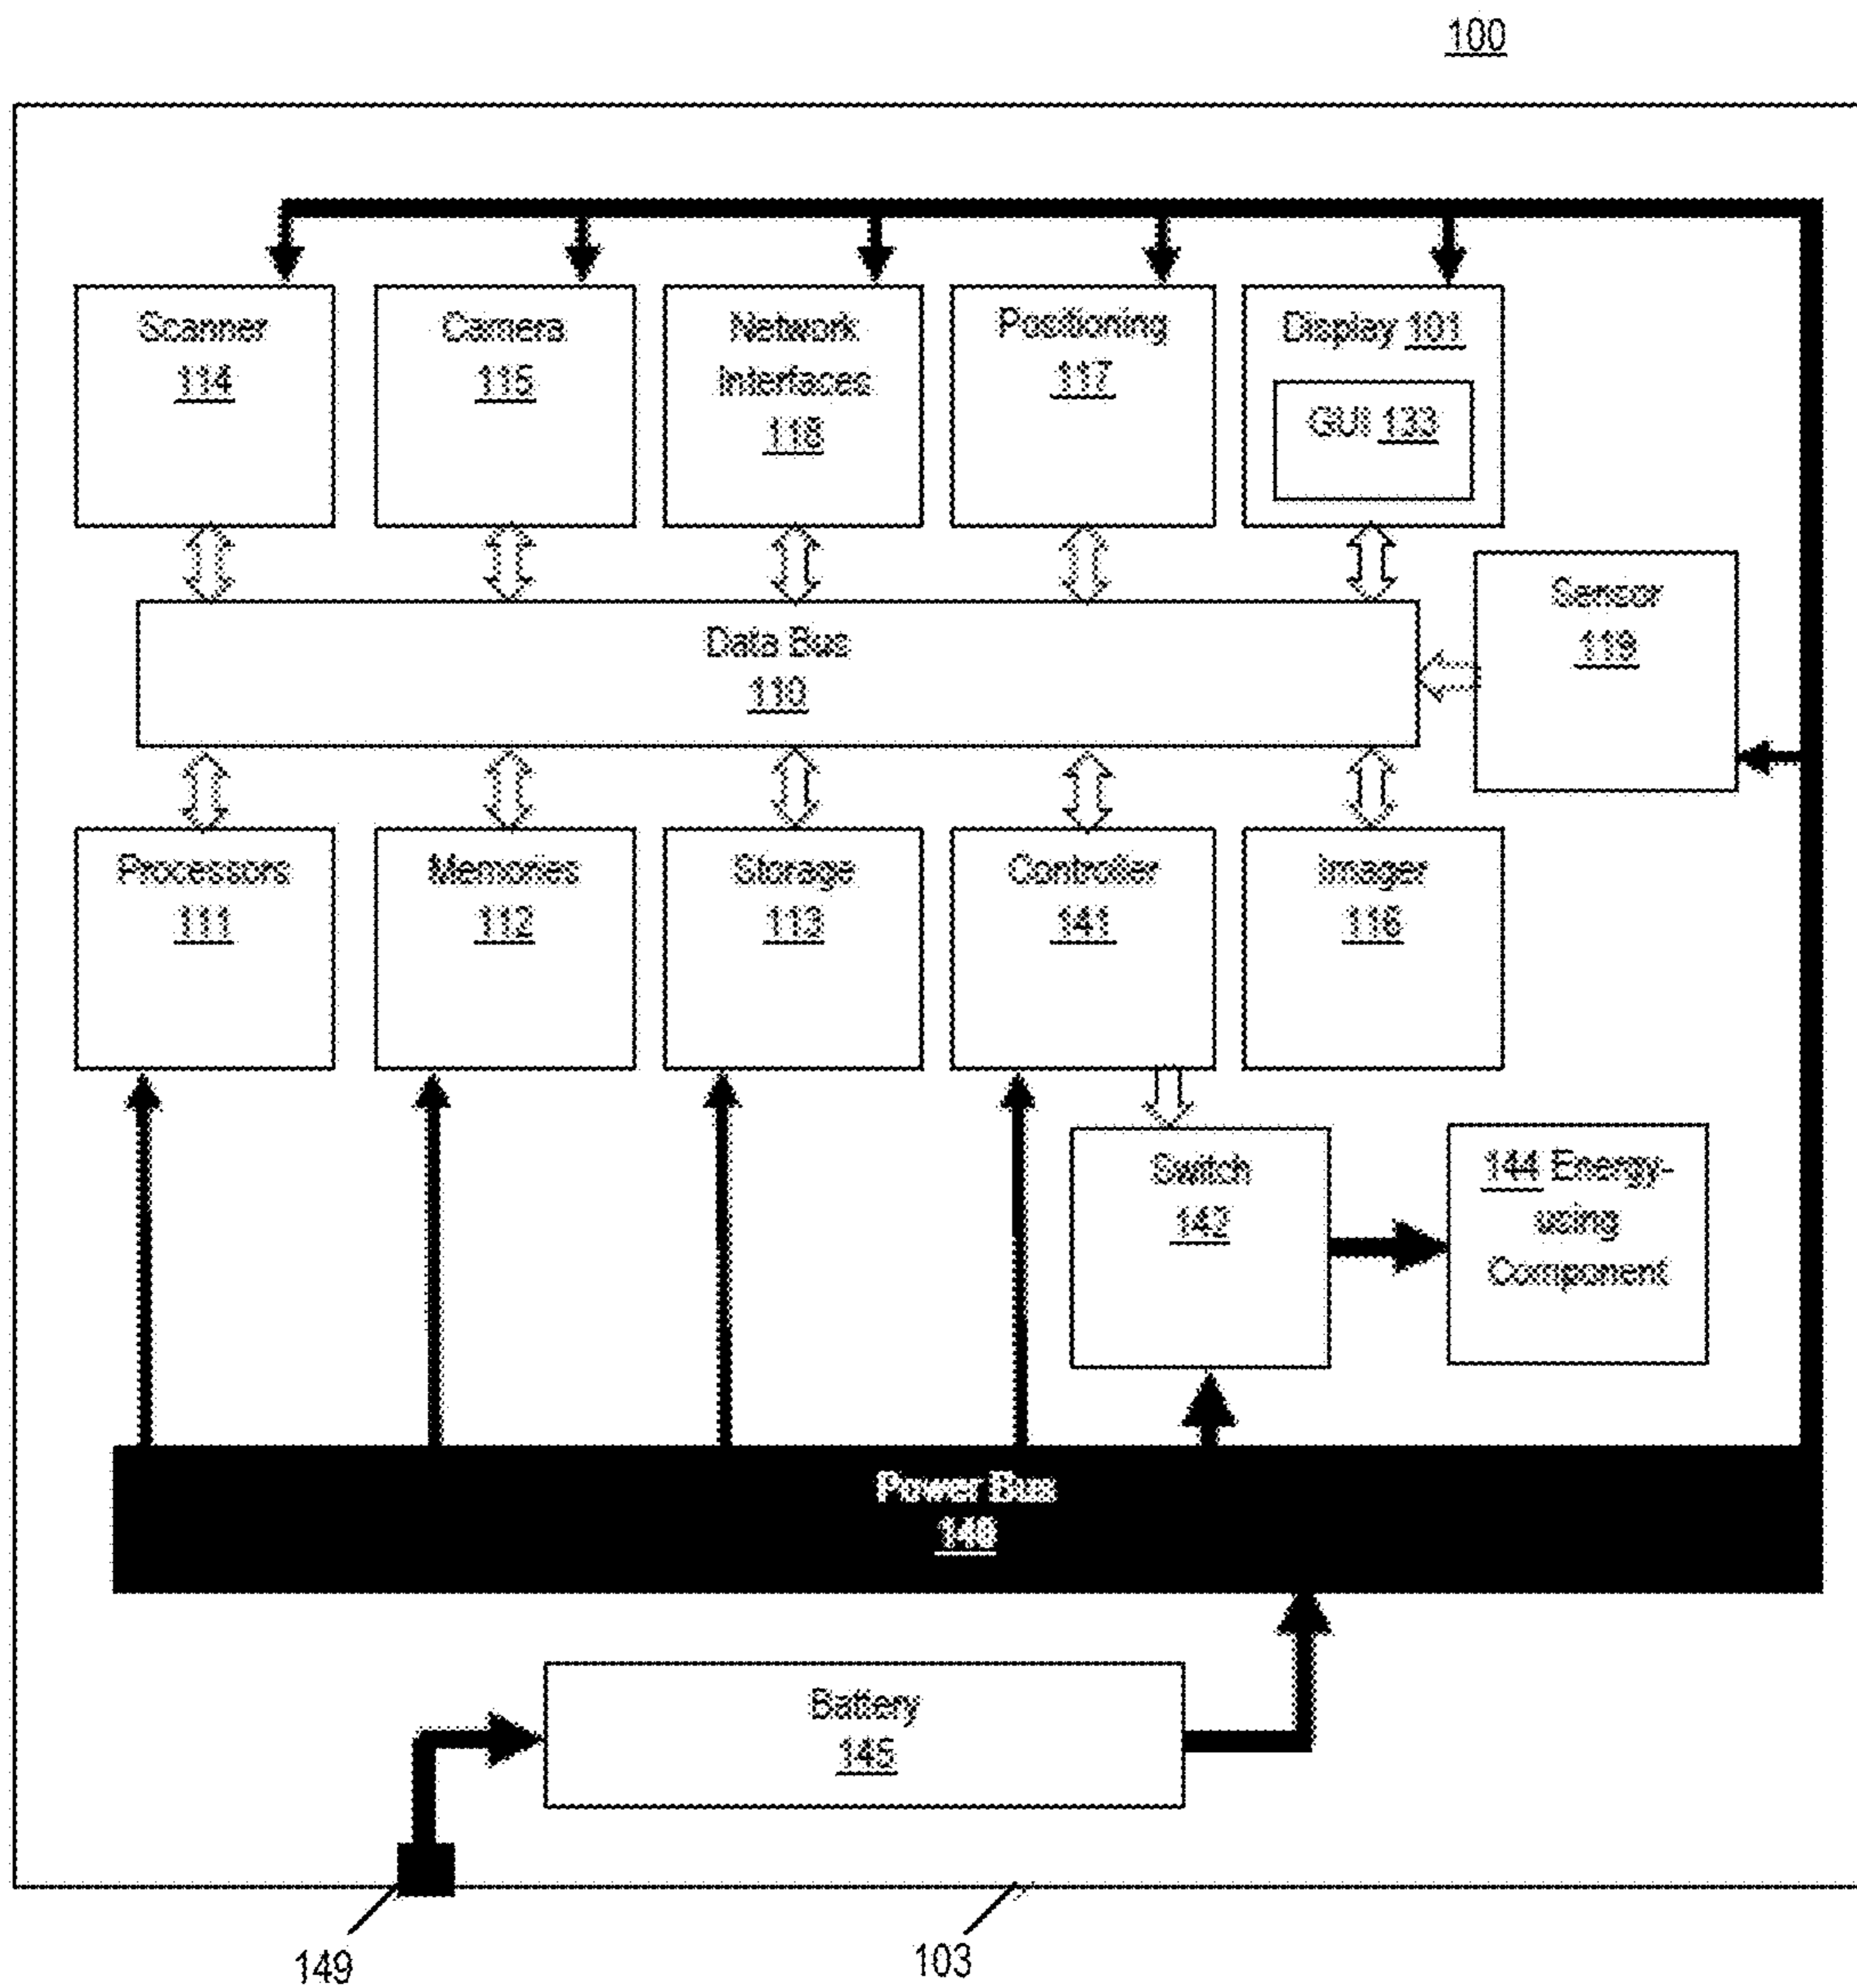 100
Scanner
114
Camera
115
Network
Interfaces
118
Positioning
117
Display 101
GUI 133
Data Bus
110
Sensor
119
Processors
111
Memories
112
Storage
113
Controller
141
Imager
116
Switch
142
144 Energy-
using
Component
Power Bus
Battery
145
149
103